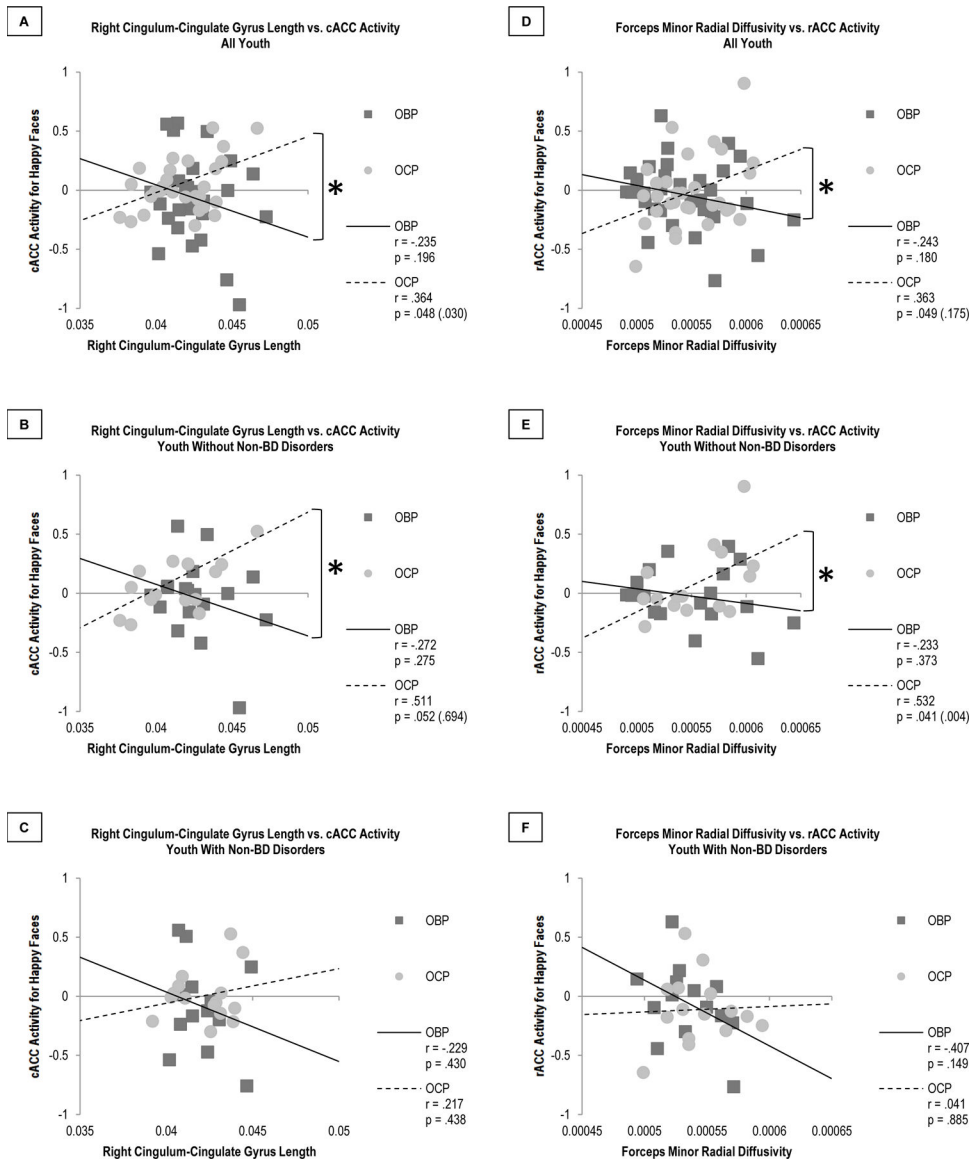 A
Right Cingulum-Cingulate Gyrus Length vs. cACC Activity
All Youth
cACC Activity for Happy Faces
1
0.5
0
-0.5
-1
0.035 0.04 0.045 0.05
Right Cingulum-Cingulate Gyrus Length
*
OBP
OCP
OBP
r = -.235
p = .196
OCP
r = .364
p = .048 (.030)
D
Forceps Minor Radial Diffusivity vs. rACC Activity
All Youth
rACC Activity for Happy Faces
1
0.5
0
-0.5
-1
0.00045 0.0005 0.00055 0.0006 0.00065
Forceps Minor Radial Diffusivity
*
OBP
OCP
OBP
r = -.243
p = .180
OCP
r = .363
p = .049 (.175)
B
Right Cingulum-Cingulate Gyrus Length vs. cACC Activity
Youth Without Non-BD Disorders
cACC Activity for Happy Faces
1
0.5
0
-0.5
-1
0.035 0.04 0.045 0.05
Right Cingulum-Cingulate Gyrus Length
*
OBP
OCP
OBP
r = -.272
p = .275
OCP
r = .511
p = .052 (.694)
E
Forceps Minor Radial Diffusivity vs. rACC Activity
Youth Without Non-BD Disorders
rACC Activity for Happy Faces
1
0.5
0
-0.5
-1
0.00045 0.0005 0.00055 0.0006 0.00065
Forceps Minor Radial Diffusivity
*
OBP
OCP
OBP
r = -.233
p = .373
OCP
r = .532
p = .041 (.004)
C
Right Cingulum-Cingulate Gyrus Length vs. cACC Activity
Youth With Non-BD Disorders
cACC Activity for Happy Faces
1
0.5
0
-0.5
-1
0.035 0.04 0.045 0.05
Right Cingulum-Cingulate Gyrus Length
OBP
OCP
OBP
r = -.229
p = .430
OCP
r = .217
p = .438
F
Forceps Minor Radial Diffusivity vs. rACC Activity
Youth With Non-BD Disorders
rACC Activity for Happy Faces
1
0.5
0
-0.5
-1
0.00045 0.0005 0.00055 0.0006 0.00065
Forceps Minor Radial Diffusivity
OBP
OCP
OBP
r = -.407
p = .149
OCP
r = .041
p = .885